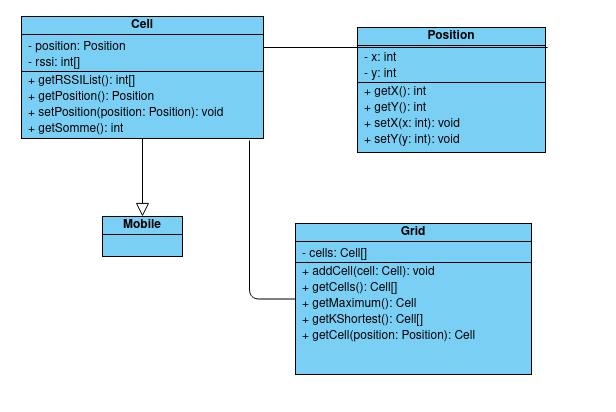 Cell
- position: Position
- rssi: int[]
+ getRSSIList(): int[]
+ getPosition(): Position
+ setPosition(position: Position): void
+ getSomme(): int
Position
- x: int
- y: int
+ getX(): int
+ getY(): int
+ setX(x: int): void
+ setY(y: int): void
Mobile
Grid
- cells: Cell[]
+ addCell(cell: Cell): void
+ getCells(): Cell[]
+ getMaximum(): Cell
+ getKShortest(): Cell[]
+ getCell(position: Position): Cell